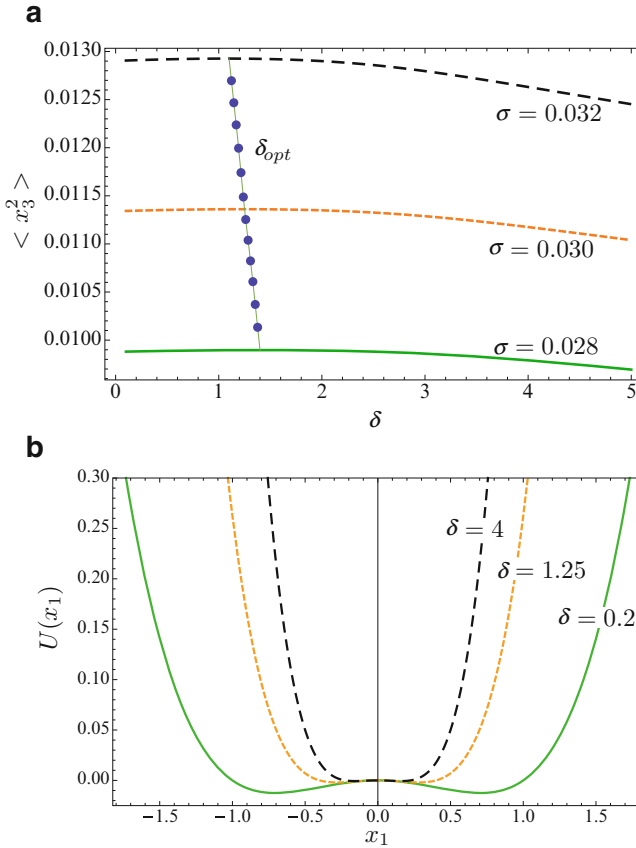 a
0.0130
0.0125
0.0120
0.0115
0.0110
0.0105
0.0100
< x₃² >
σ = 0.032
δopt
σ = 0.030
σ = 0.028
0 1 2 3 4 5
δ
b
0.30
0.25
0.20
0.15
0.10
0.05
0.00
U(x₁)
δ = 4
δ = 1.25
δ = 0.2
−1.5 −1.0 −0.5 0.0 0.5 1.0 1.5
x₁